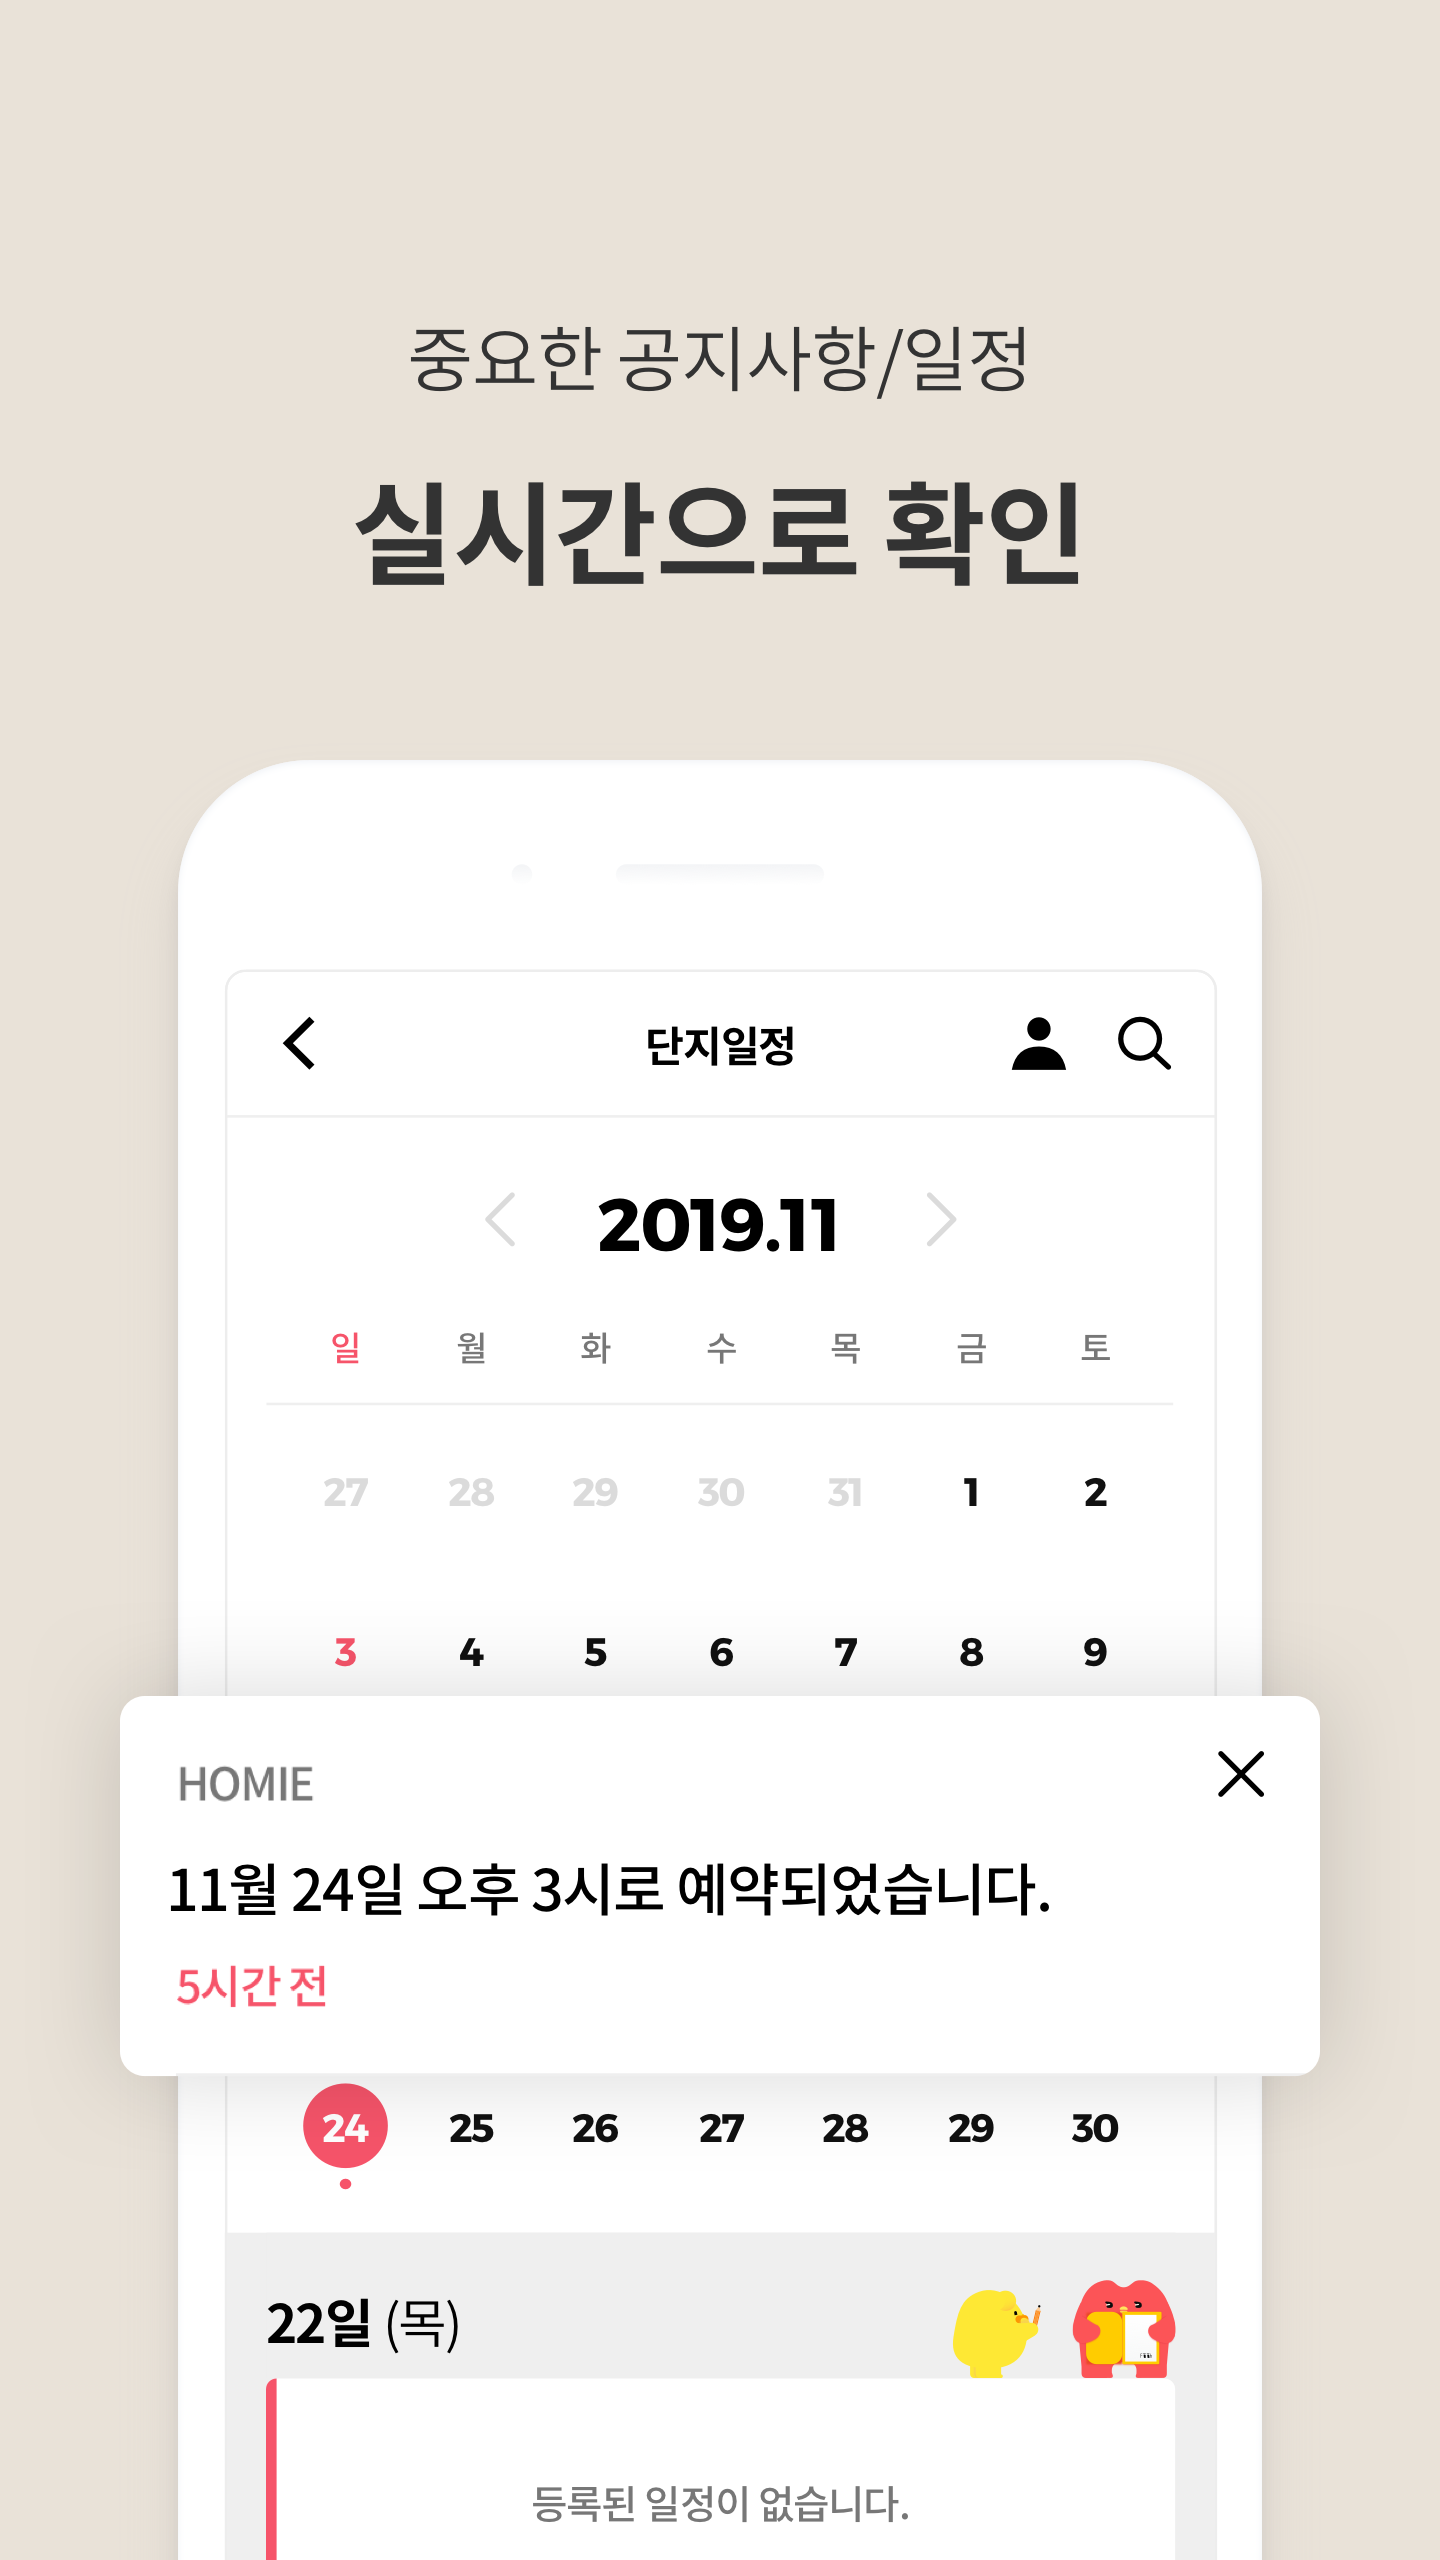 중요한 공지사항/일정
실시간으로 확인
단지일정
2019.11
일 월 화 수 목 금 토
27 28 29 30 31 1 2
3 4 5 6 7 8 9
HOMIE
11월 24일 오후 3시로 예약되었습니다.
5시간 전
24 25 26 27 28 29 30
22일 (목)
등록된 일정이 없습니다.